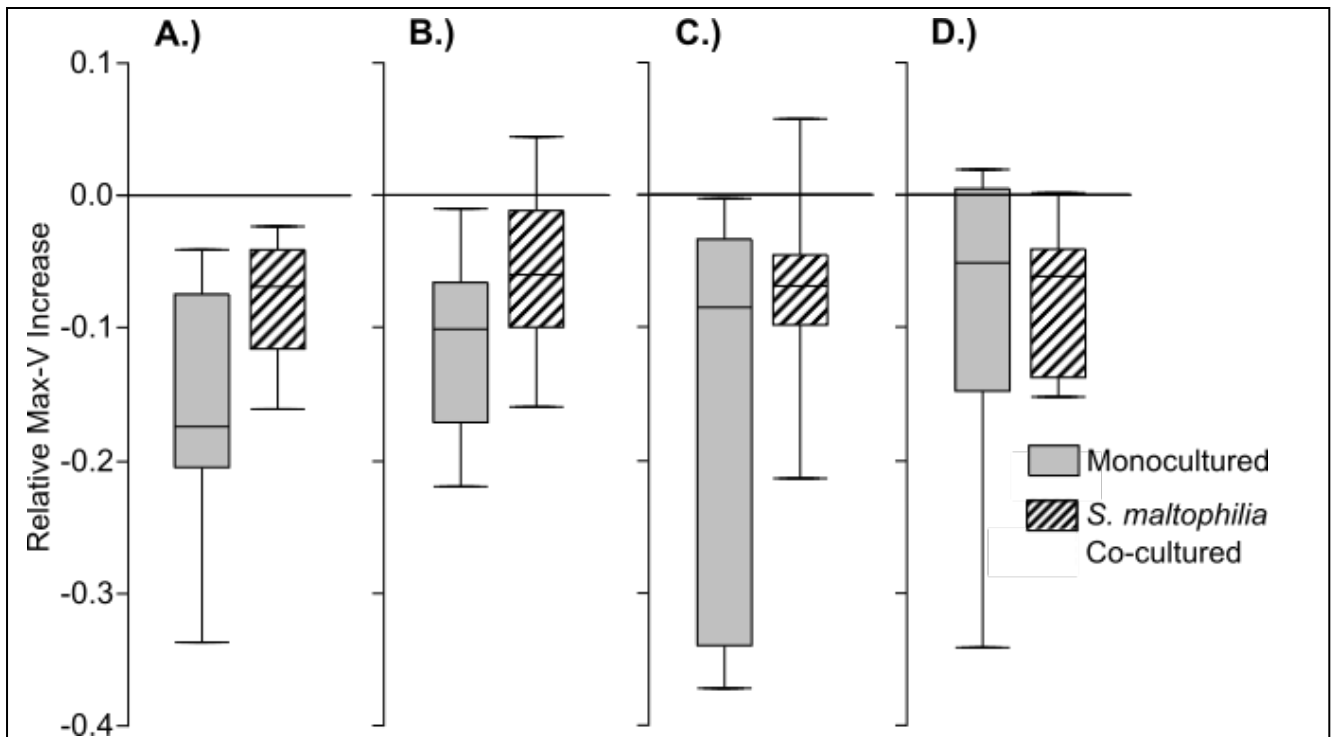 A.) B.) C.) D.)
0.1
0.0
-0.1
-0.2
-0.3
-0.4
Relative Max-V Increase
Monocultured
S. maltophilia
Co-cultured